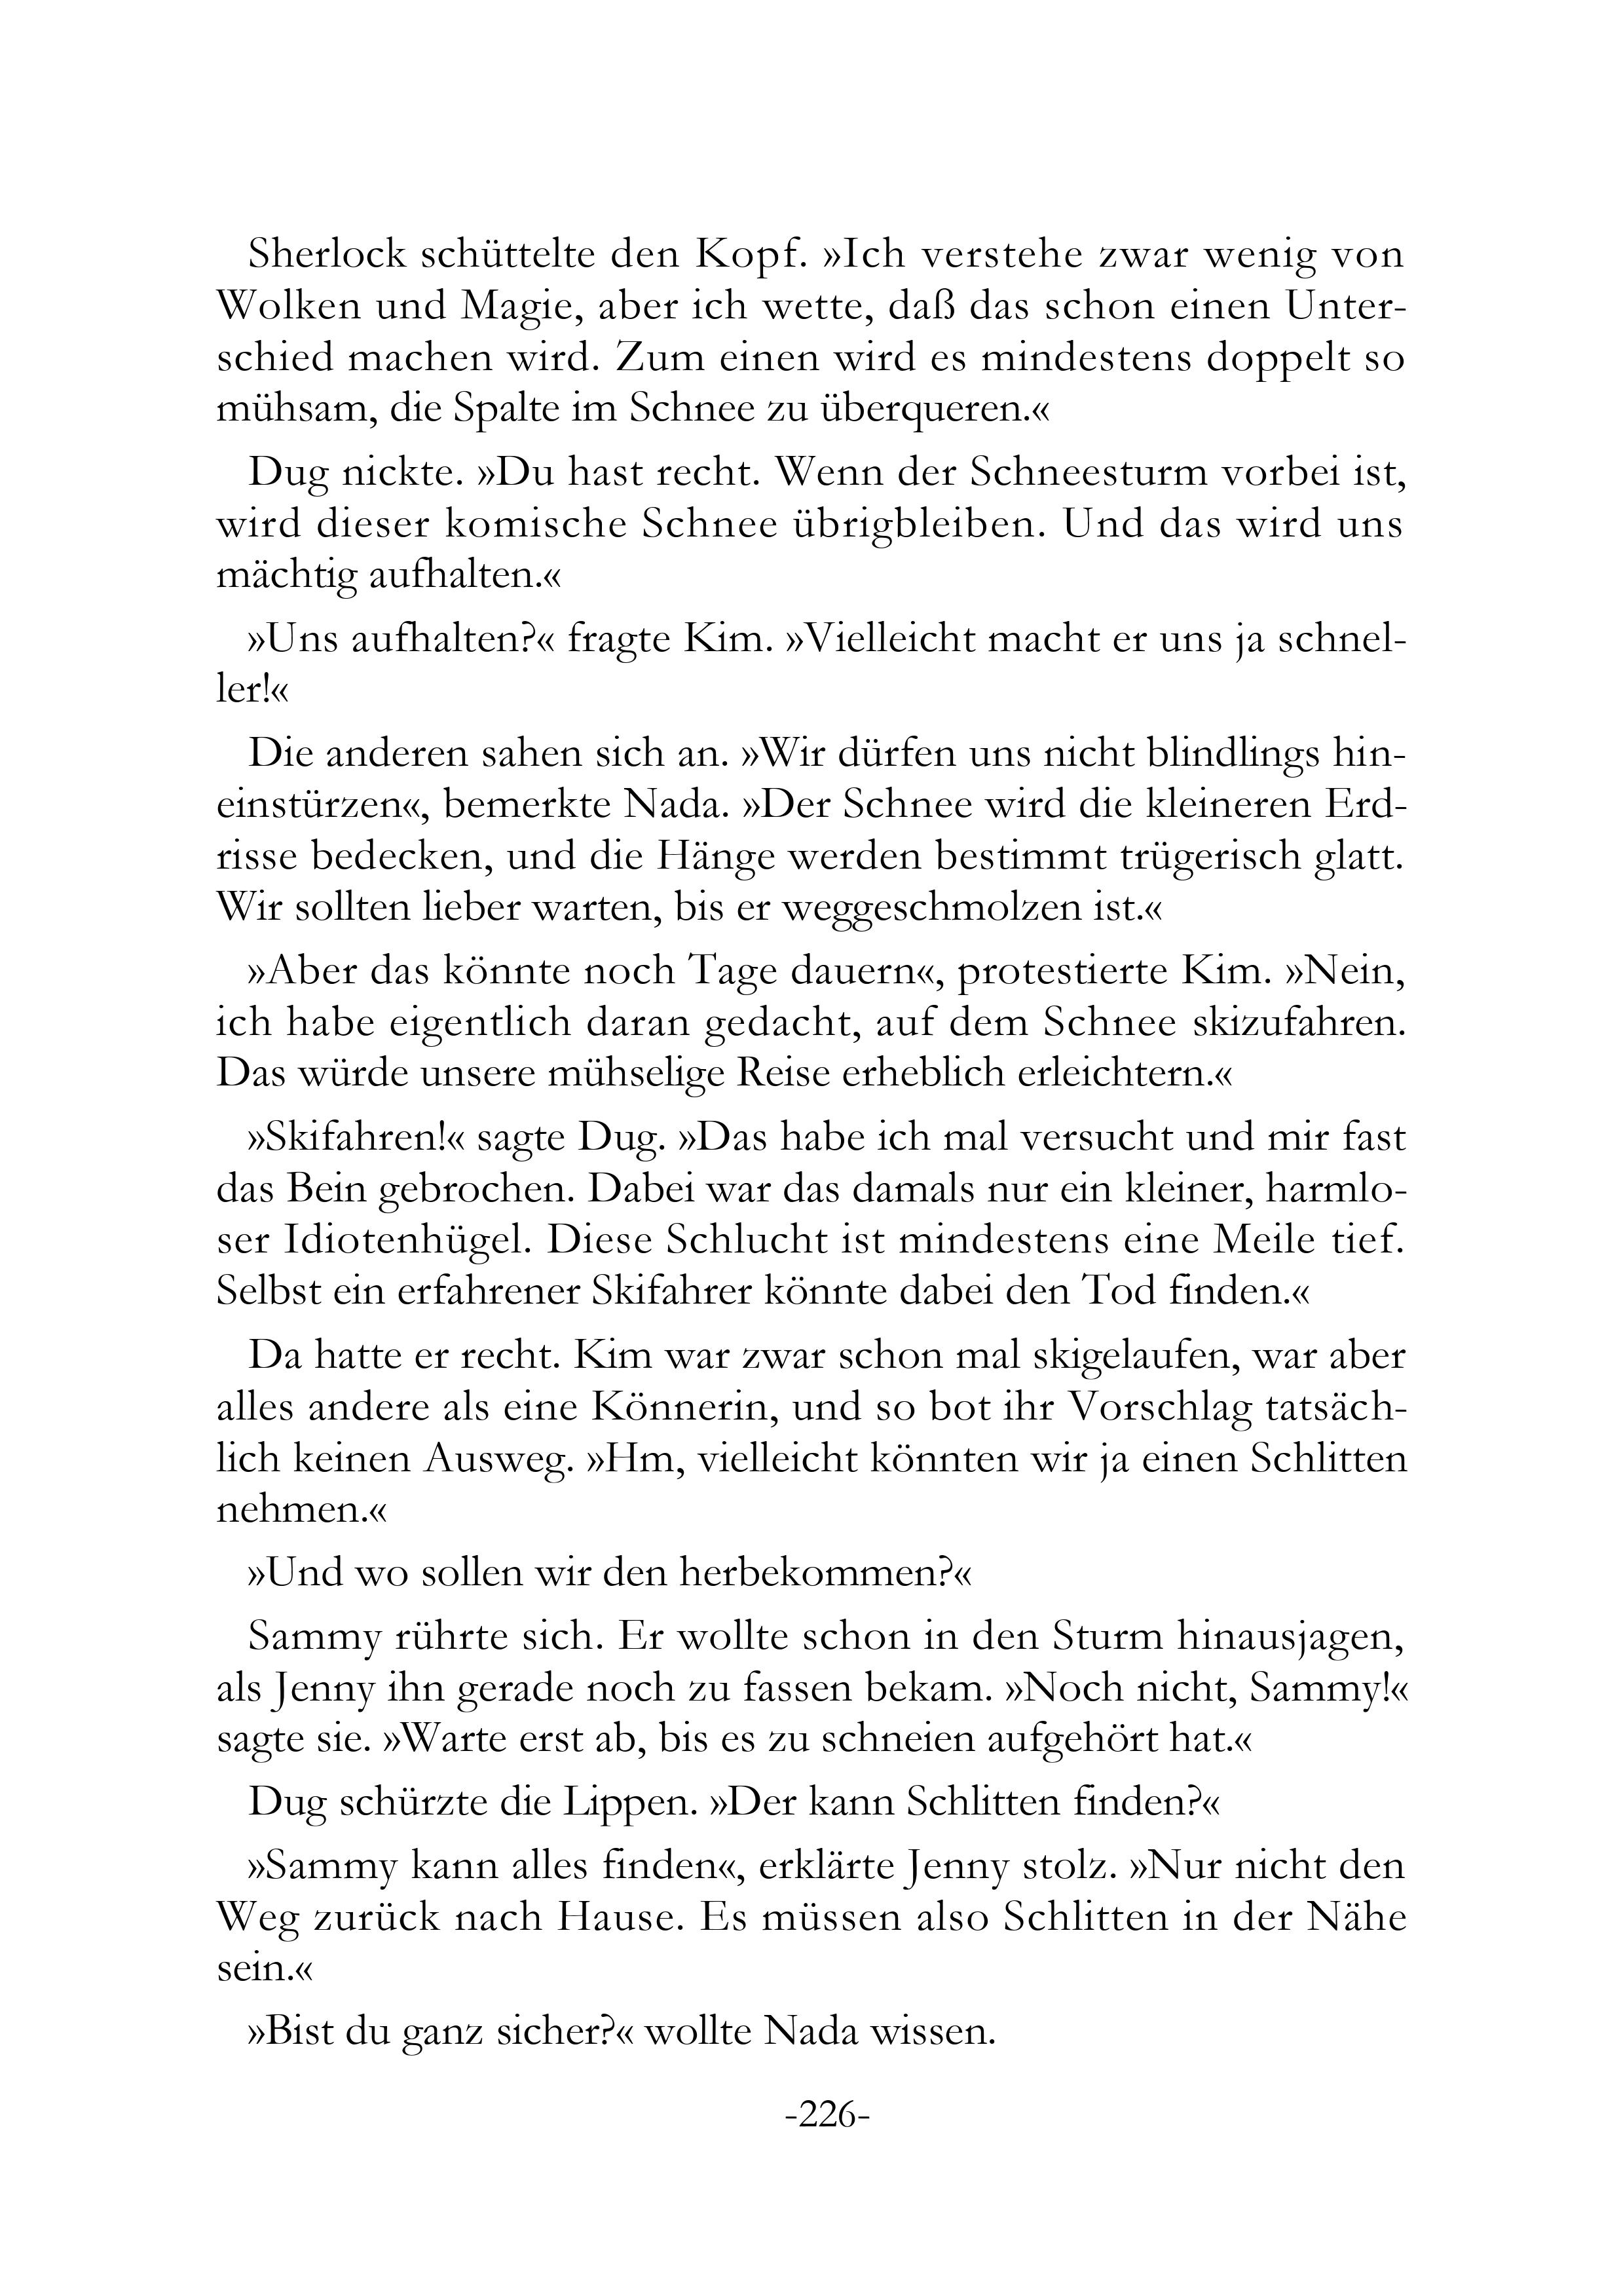 Sherlock schüttelte den Kopf. »Ich verstehe zwar wenig von
Wolken und Magie, aber ich wette, daß das schon einen Unter-
schied machen wird. Zum einen wird es mindestens doppelt so
mühsam, die Spalte im Schnee zu überqueren.«
Dug nickte. »Du hast recht. Wenn der Schneesturm vorbei ist,
wird dieser komische Schnee übrigbleiben. Und das wird uns
mächtig aufhalten.«
»Uns aufhalten?« fragte Kim. »Vielleicht macht er uns ja schnel-
ler!«
Die anderen sahen sich an. »Wir dürfen uns nicht blindlings hin-
einstürzen«, bemerkte Nada. »Der Schnee wird die kleineren Erd-
risse bedecken, und die Hänge werden bestimmt trügerisch glatt.
Wir sollten lieber warten, bis er weggeschmolzen ist.«
»Aber das könnte noch Tage dauern«, protestierte Kim. »Nein,
ich habe eigentlich daran gedacht, auf dem Schnee skizufahren.
Das würde unsere mühselige Reise erheblich erleichtern.«
»Skifahren!« sagte Dug. »Das habe ich mal versucht und mir fast
das Bein gebrochen. Dabei war das damals nur ein kleiner, harmlo-
ser Idiotenhügel. Diese Schlucht ist mindestens eine Meile tief.
Selbst ein erfahrener Skifahrer könnte dabei den Tod finden.«
Da hatte er recht. Kim war zwar schon mal skigelaufen, war aber
alles andere als eine Könnerin, und so bot ihr Vorschlag tatsäch-
lich keinen Ausweg. »Hm, vielleicht könnten wir ja einen Schlitten
nehmen.«
»Und wo sollen wir den herbekommen?«
Sammy rührte sich. Er wollte schon in den Sturm hinausjagen,
als Jenny ihn gerade noch zu fassen bekam. »Noch nicht, Sammy!«
sagte sie. »Warte erst ab, bis es zu schneien aufgehört hat.«
Dug schürzte die Lippen. »Der kann Schlitten finden?«
»Sammy kann alles finden«, erklärte Jenny stolz. »Nur nicht den
Weg zurück nach Hause. Es müssen also Schlitten in der Nähe
sein.«
»Bist du ganz sicher?« wollte Nada wissen.
-226-